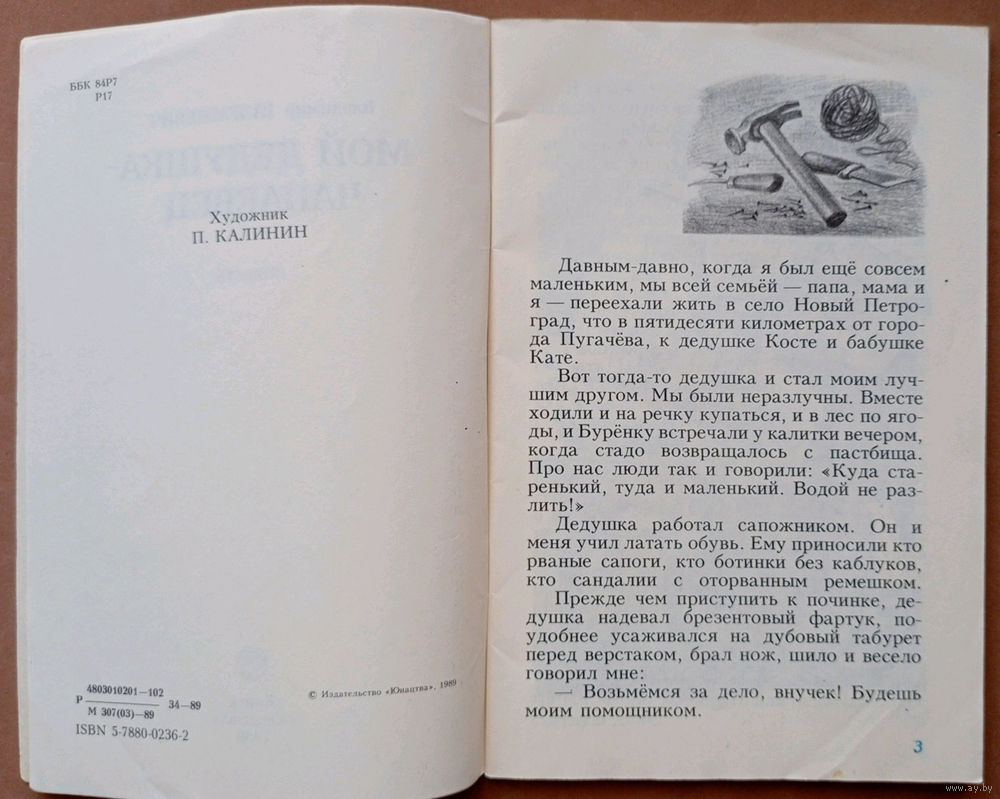 ББК 84Р7
Р17
Художник
П. КАЛИНИН
Р 4803010201—102 34—89
М 307(03)—89
ISBN 5-7880-0236-2
© Издательство «Юнацтва», 1989
Давным-давно, когда я был ещё совсем
маленьким, мы всей семьёй — папа, мама и
я — переехали жить в село Новый Петро-
град, что в пятидесяти километрах от горо-
да Пугачёва, к дедушке Косте и бабушке
Кате.
Вот тогда-то дедушка и стал моим луч-
шим другом. Мы были неразлучны. Вместе
ходили и на речку купаться, и в лес по яго-
ды, и Бурёнку встречали у калитки вечером,
когда стадо возвращалось с пастбища.
Про нас люди так и говорили: «Куда ста-
ренький, туда и маленький. Водой не раз-
лить!»
Дедушка работал сапожником. Он и
меня учил латать обувь. Ему приносили кто
рваные сапоги, кто ботинки без каблуков,
кто сандалии с оторванным ремешком.
Прежде чем приступить к починке, де-
душка надевал брезентовый фартук, по-
удобнее усаживался на дубовый табурет
перед верстаком, брал нож, шило и весело
говорил мне:
— Возьмёмся за дело, внучек! Будешь
моим помощником.
3
www.ay.by